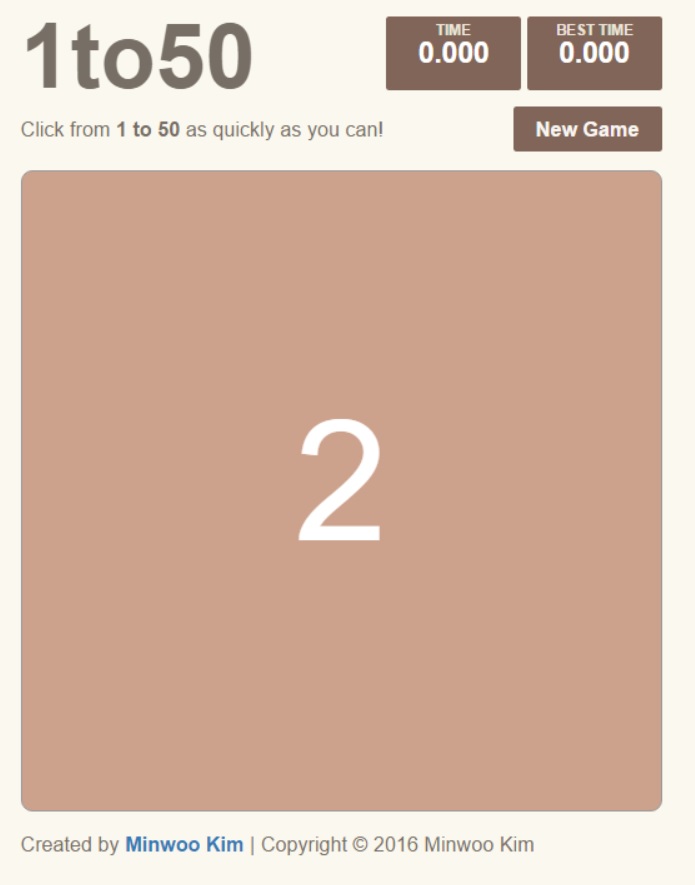 1to50
TIME
0.000
BEST TIME
0.000
Click from 1 to 50 as quickly as you can!
New Game
2
Created by Minwoo Kim | Copyright © 2016 Minwoo Kim